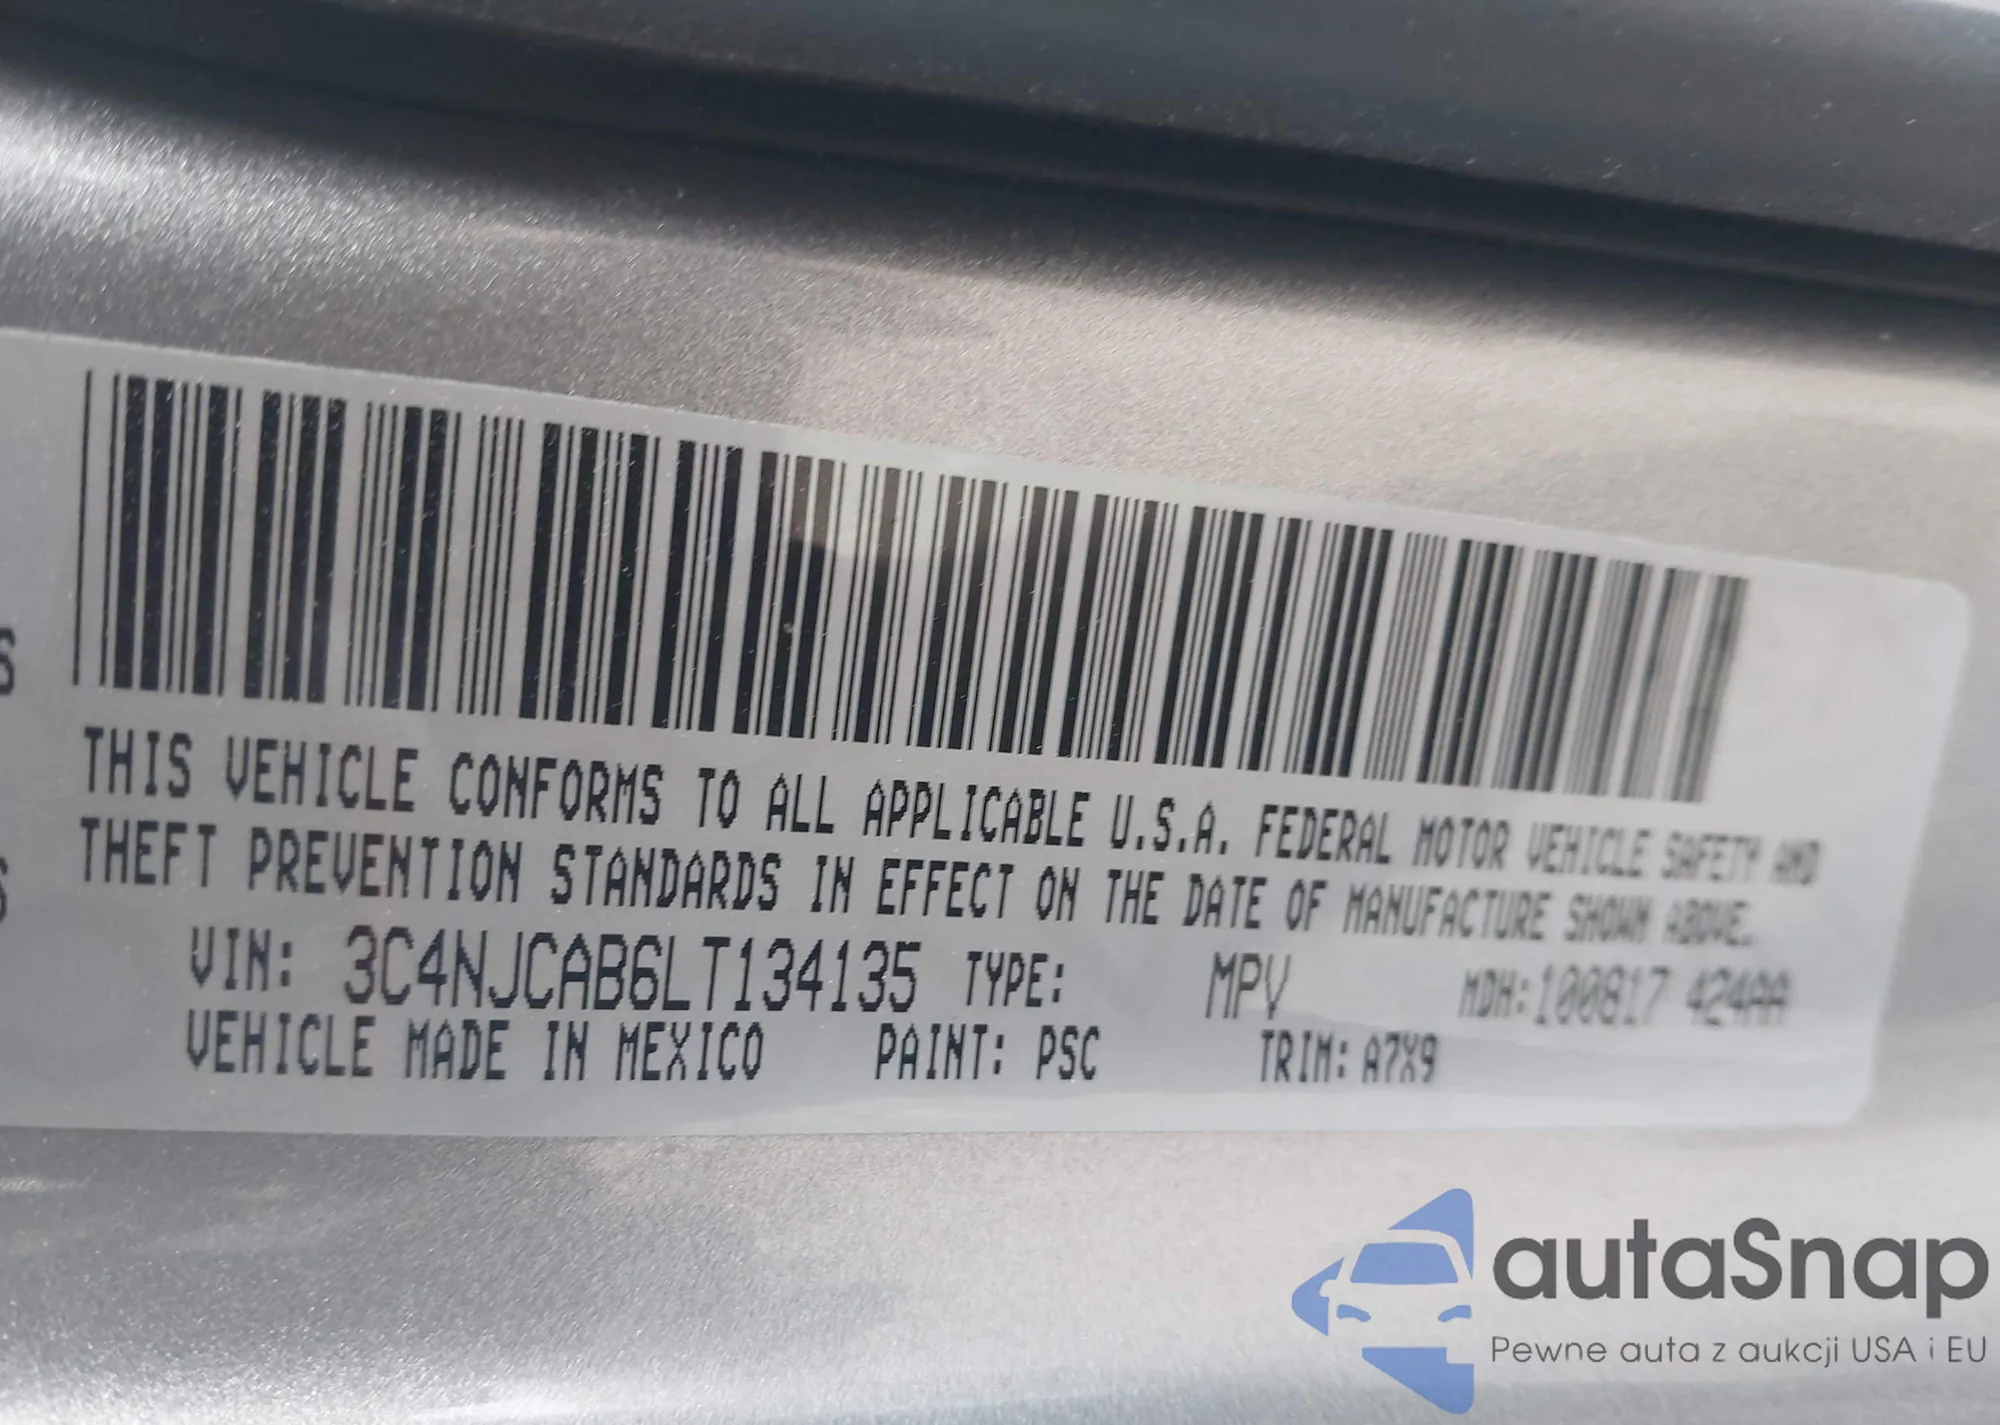 S
S
THIS VEHICLE CONFORMS TO ALL APPLICABLE U.S.A. FEDERAL MOTOR VEHICLE SAFETY AND
THEFT PREVENTION STANDARDS IN EFFECT ON THE DATE OF MANUFACTURE SHOWN ABOVE.
VIN: 3C4NJCAB6LT134135 TYPE: MPV MDH:100817 424AA
VEHICLE MADE IN MEXICO PAINT: PSC TRIM: A7X9
autaSnap
Pewne auta z aukcji USA i EU